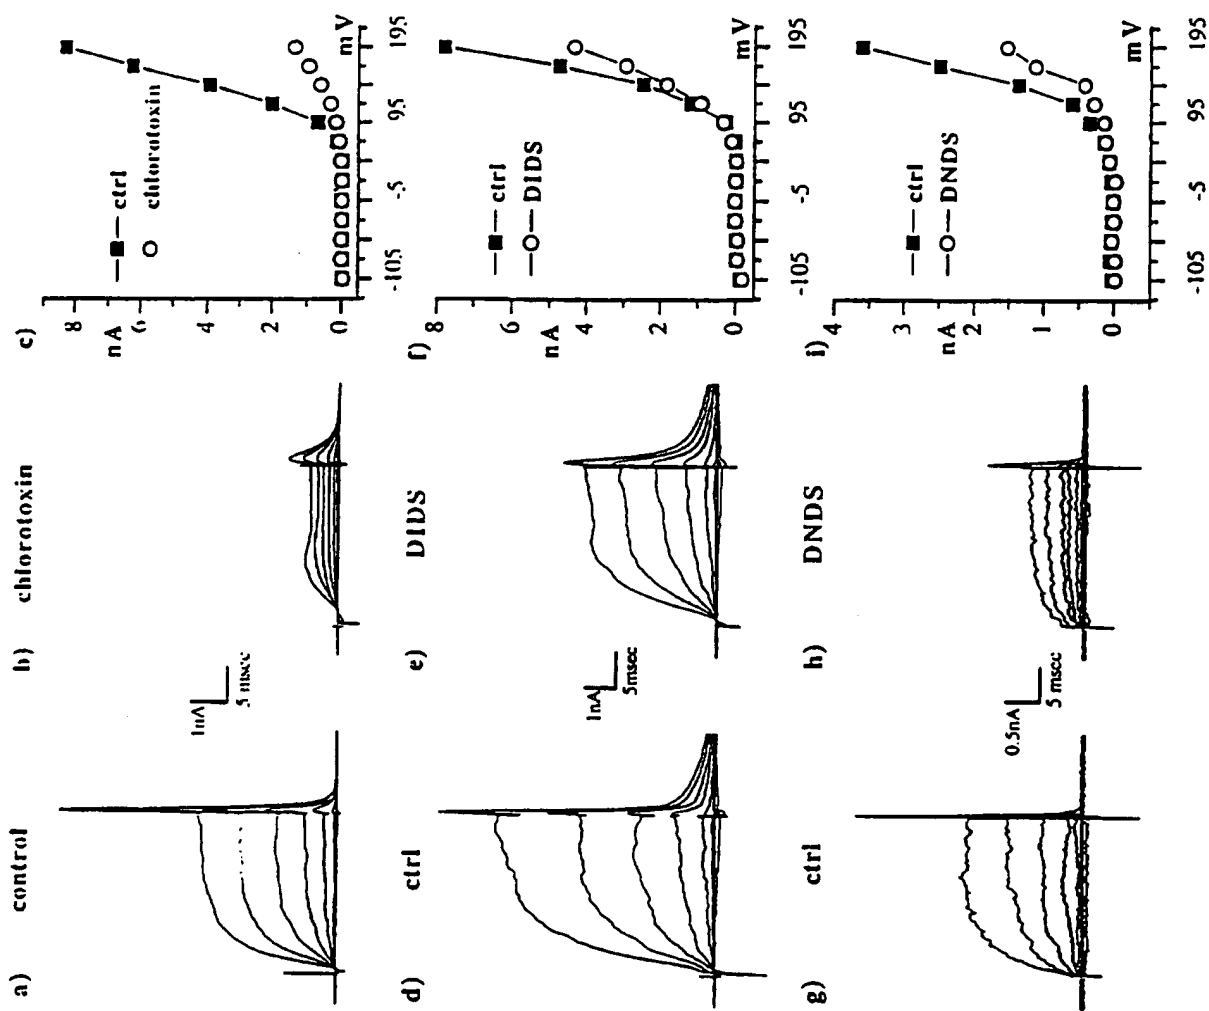 a) control
1nA
5 msec
b) chlorotoxin
c)
8
6
4
2
0
nA
ctrl
chlorotoxin
-105
-5
95
195
mV
d) ctrl
1nA
5msec
e) DIDS
f)
8
6
4
2
0
nA
ctrl
DIDS
-105
-5
95
195
mV
g) ctrl
0.5nA
5 msec
h) DNDS
i)
4
3
2
1
0
nA
ctrl
DNDS
-105
-5
95
195
mV